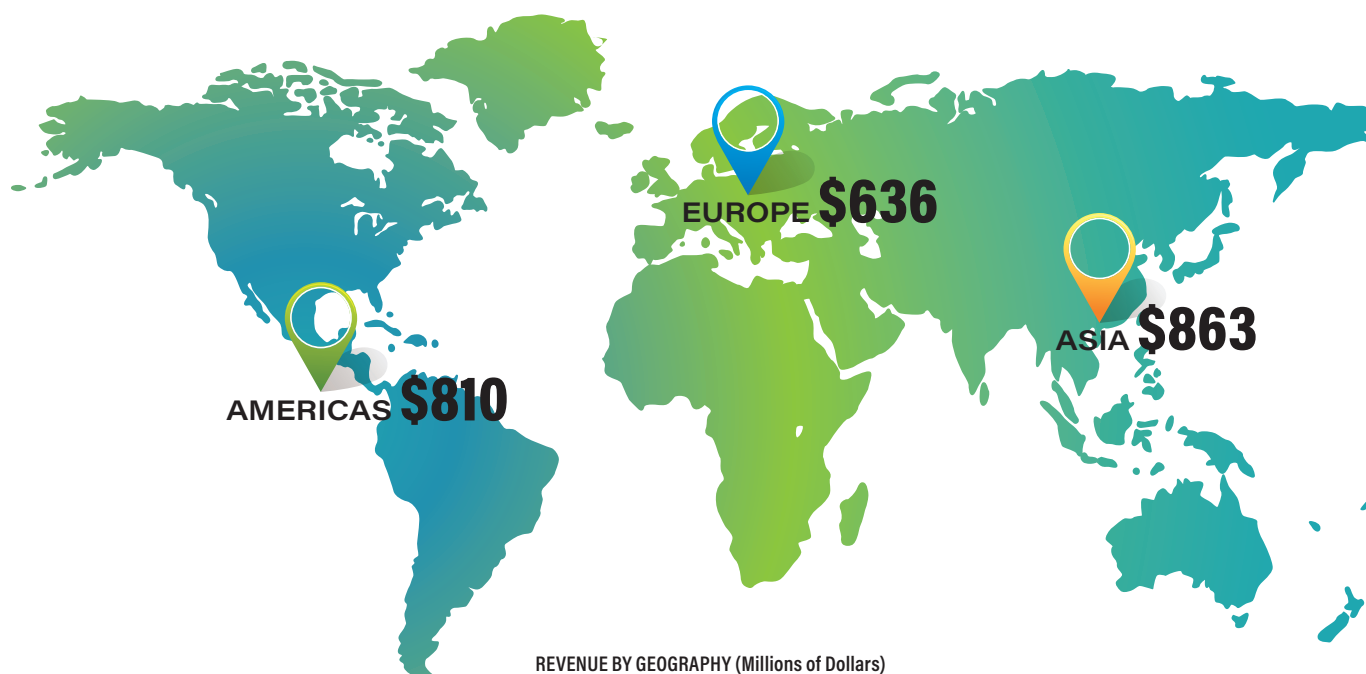 EUROPE $636
ASIA $863
AMERICAS $810
REVENUE BY GEOGRAPHY (Millions of Dollars)